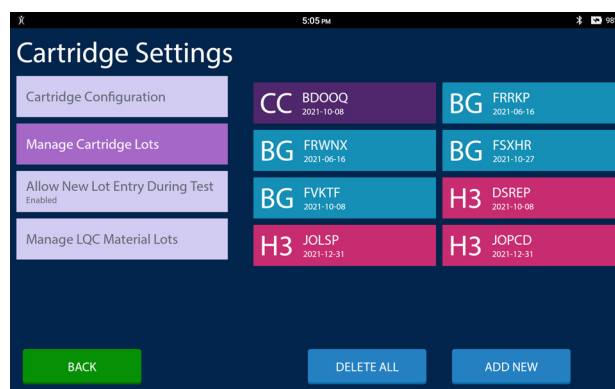 5:05 PM
98
Cartridge Settings
Cartridge Configuration
Manage Cartridge Lots
Allow New Lot Entry During Test
Enabled
Manage LQC Material Lots
CC BDOOQ
2021-10-08
BG FRRKP
2021-06-16
BG FRWNX
2021-06-16
BG FSXHR
2021-10-27
BG FVKTF
2021-10-08
H3 DSREP
2021-10-08
H3 JOLSP
2021-12-31
H3 JOPCD
2021-12-31
BACK
DELETE ALL
ADD NEW